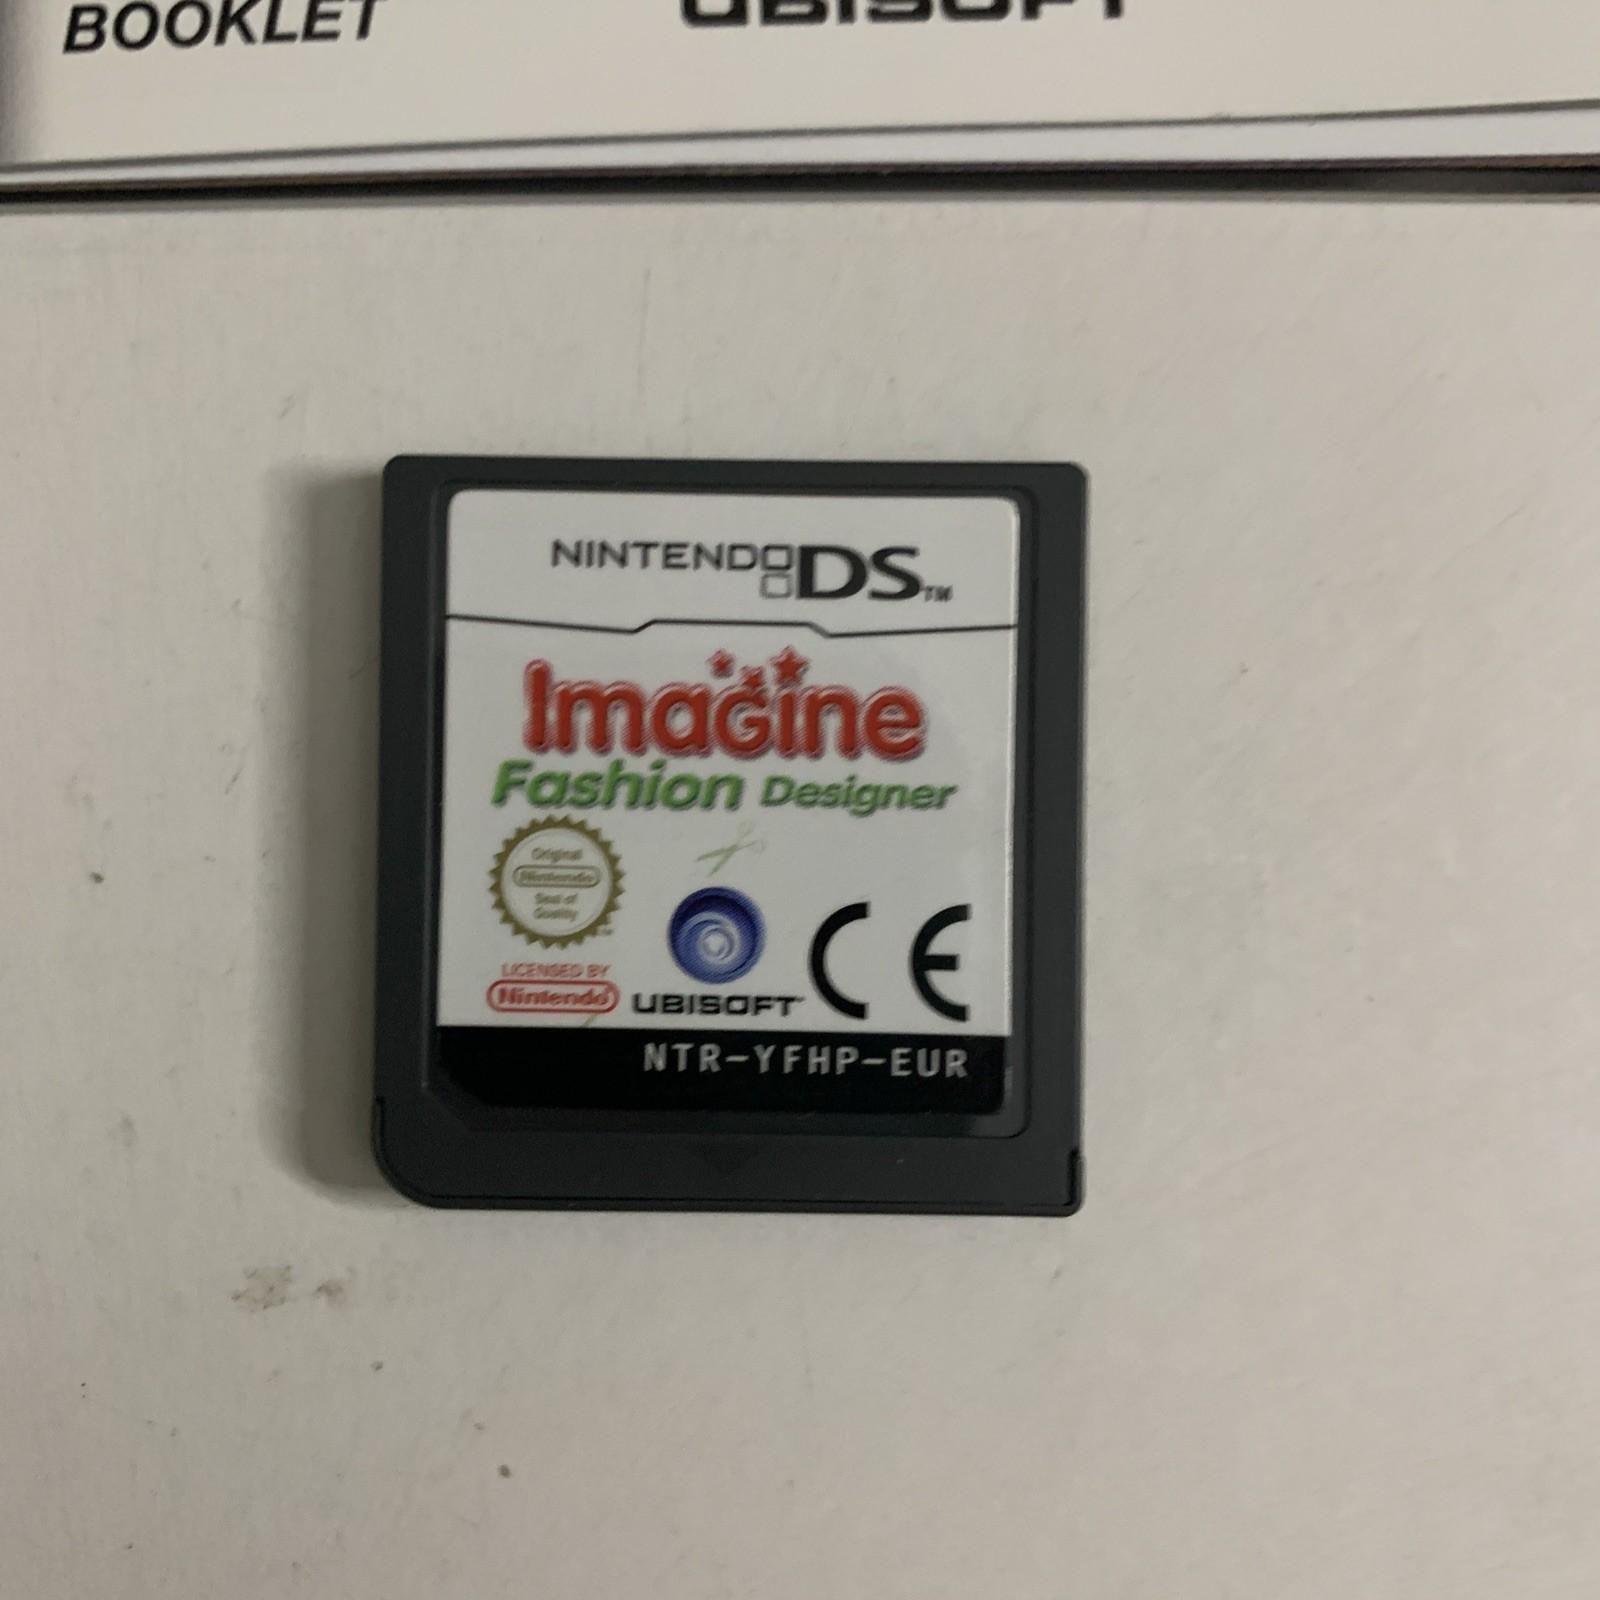 BOOKLET
UBISOFT
NINTENDO DS™
Imagine
Fashion Designer
Original
Nintendo
Seal of
Quality
LICENSED BY
Nintendo
UBISOFT
CE
NTR-YFHP-EUR